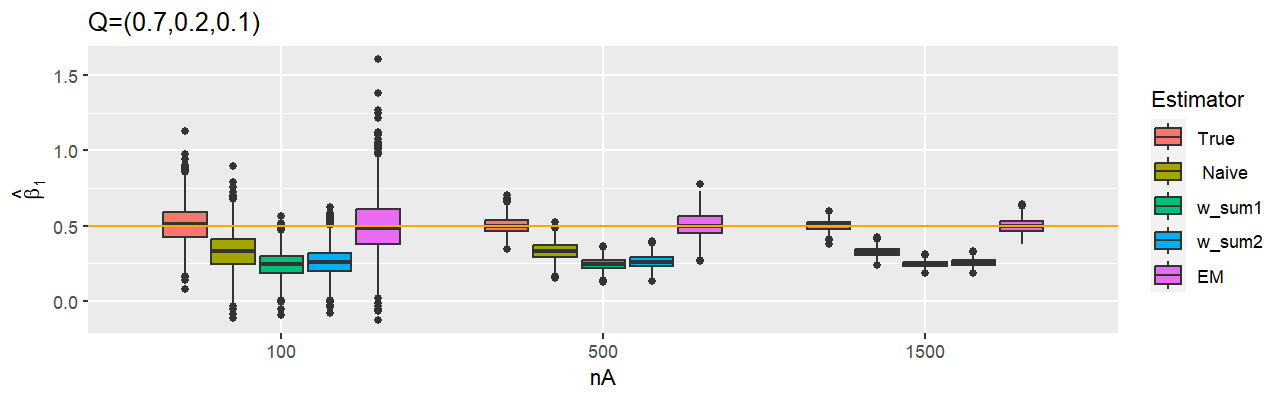 Q=(0.7,0.2,0.1)
1.5
1.0
0.5
0.0
β̂₁
100
500
1500
nA
Estimator
True
Naive
w_sum1
w_sum2
EM